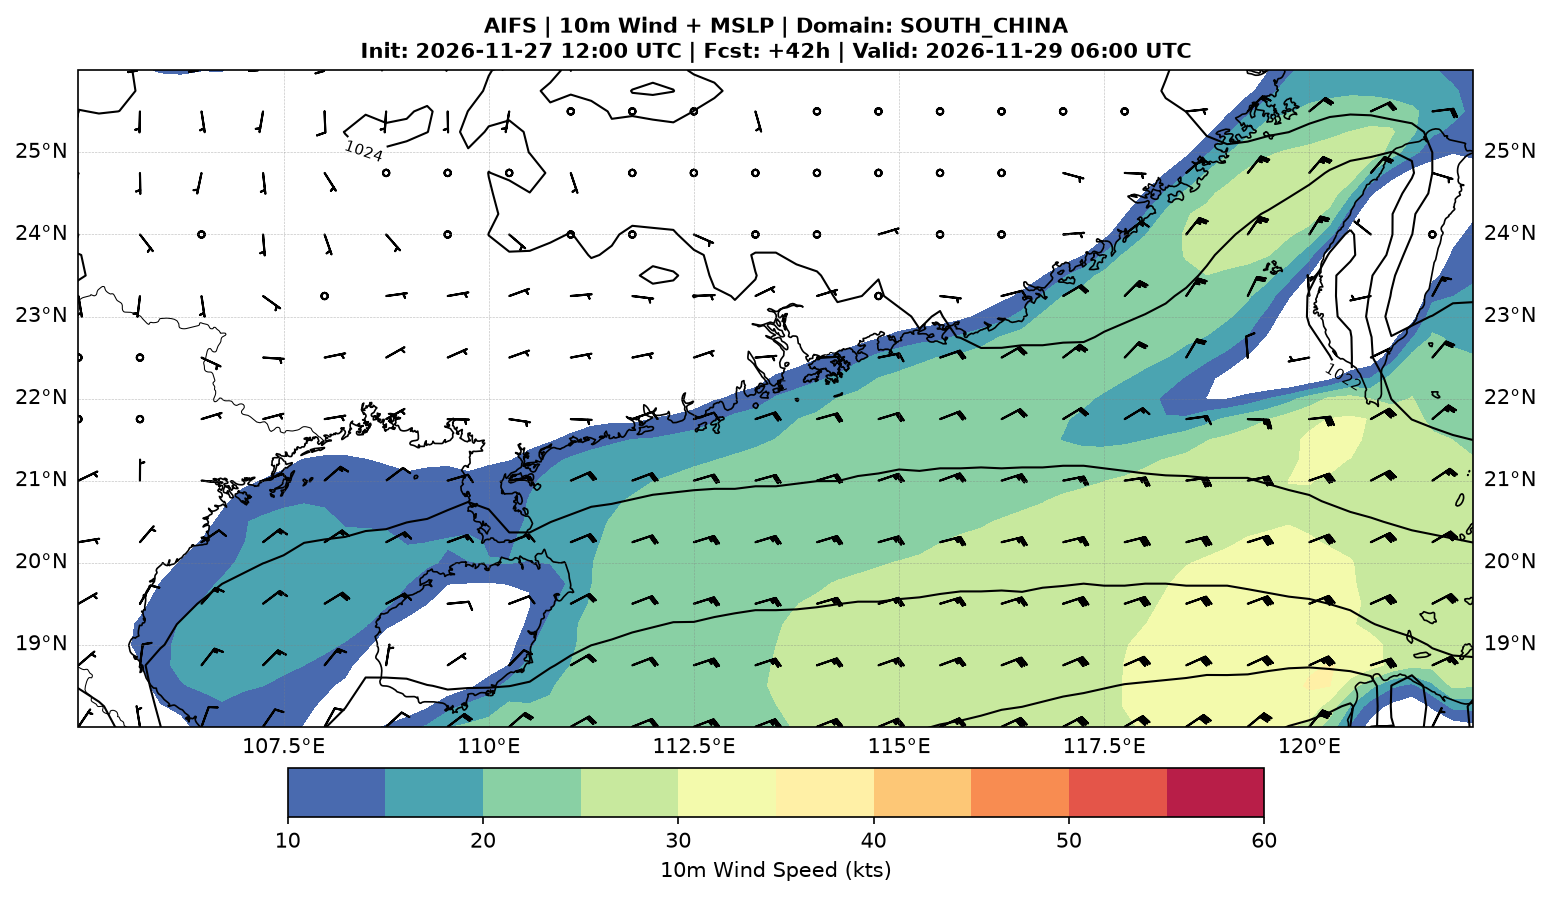 AIFS | 10m Wind + MSLP | Domain: SOUTH_CHINA
Init: 2026-11-27 12:00 UTC | Fcst: +42h | Valid: 2026-11-29 06:00 UTC
25°N 25°N
1024
24°N 24°N
23°N 23°N
1022
22°N 22°N
21°N 21°N
20°N 20°N
19°N 19°N
107.5°E 110°E 112.5°E 115°E 117.5°E 120°E
10 20 30 40 50 60
10m Wind Speed (kts)